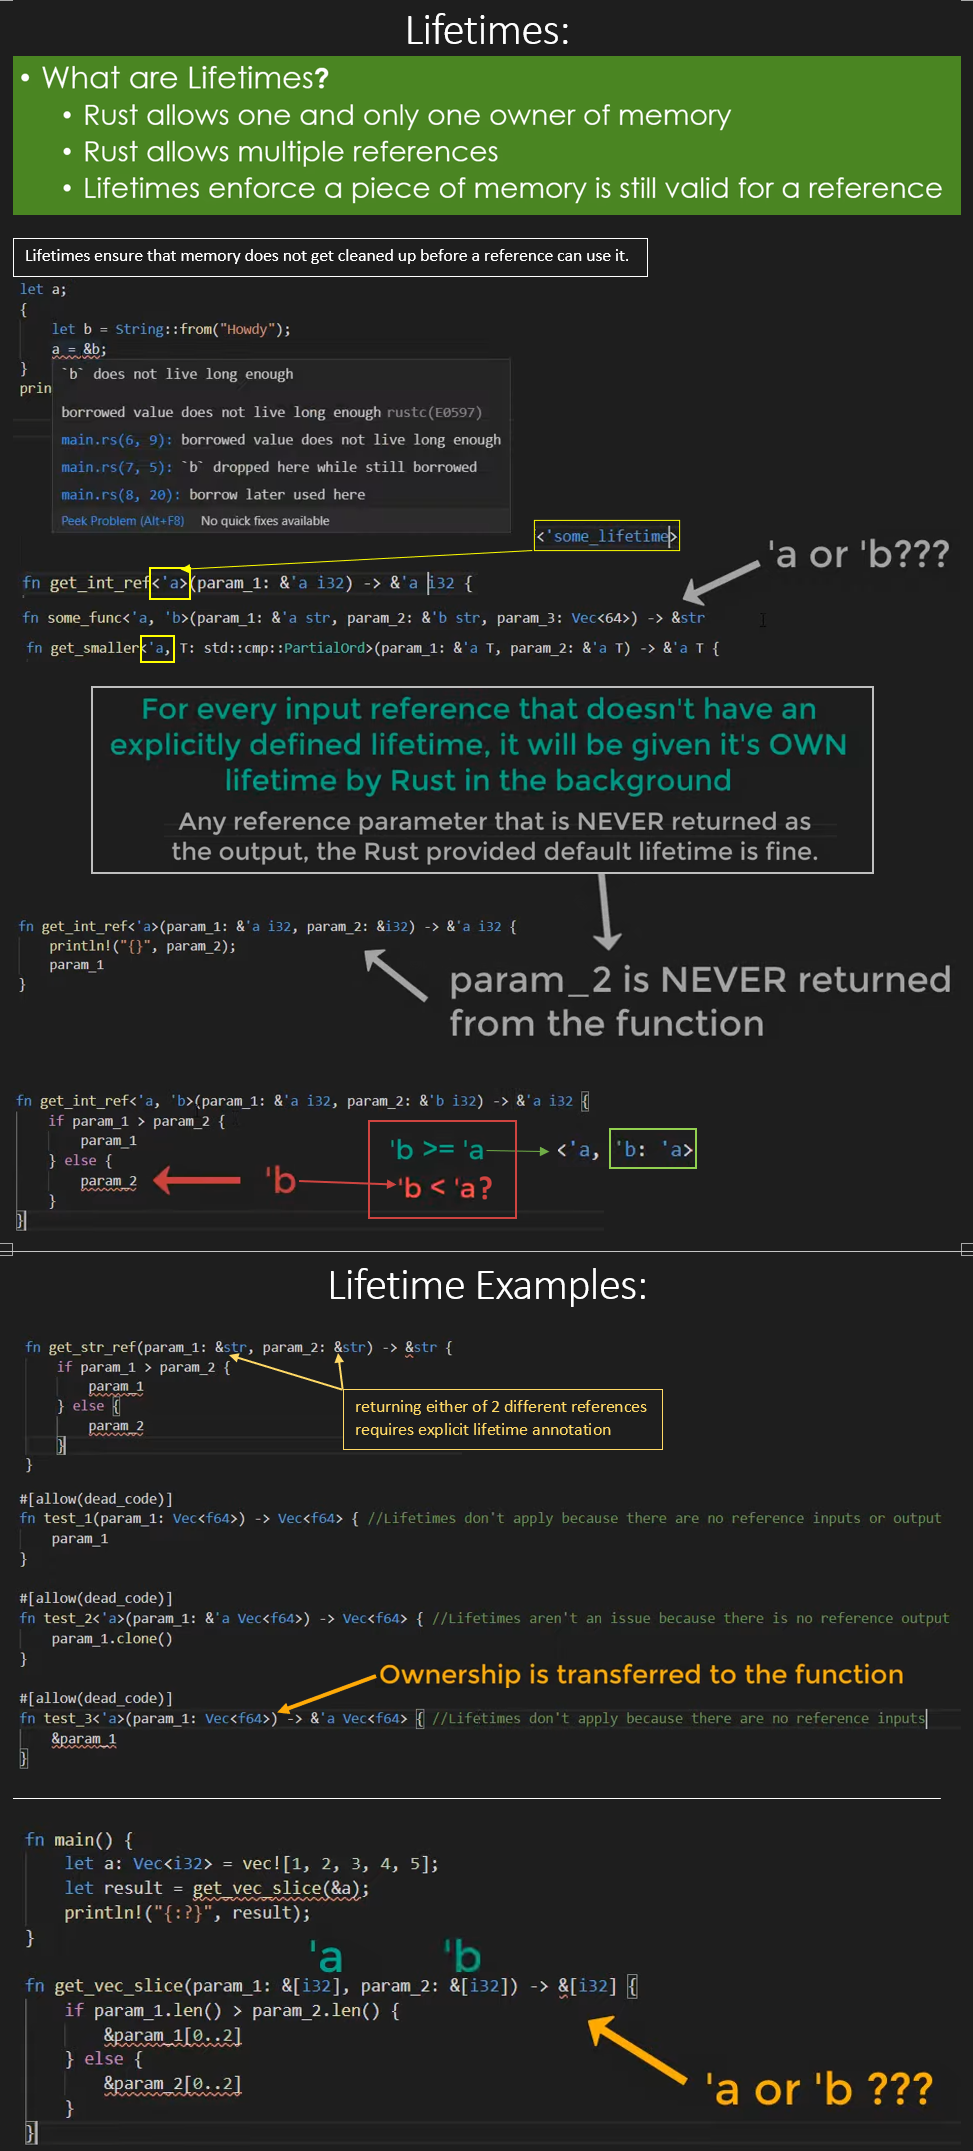 Lifetimes:
• What are Lifetimes?
• Rust allows one and only one owner of memory
• Rust allows multiple references
• Lifetimes enforce a piece of memory is still valid for a reference
Lifetimes ensure that memory does not get cleaned up before a reference can use it.
let a;
{
let b = String::from("Howdy");
a = &b;
}
prin
`b` does not live long enough
borrowed value does not live long enough rustc(E0597)
main.rs(6, 9): borrowed value does not live long enough
main.rs(7, 5): `b` dropped here while still borrowed
main.rs(8, 20): borrow later used here
Peek Problem (Alt+F8) No quick fixes available
<'some_lifetime>
'a or 'b???
fn get_int_ref<'a>(param_1: &'a i32) -> &'a i32 {
fn some_func<'a, 'b>(param_1: &'a str, param_2: &'b str, param_3: Vec<64>) -> &str
fn get_smaller<'a, T: std::cmp::PartialOrd>(param_1: &'a T, param_2: &'a T) -> &'a T {
For every input reference that doesn't have an
explicitly defined lifetime, it will be given it's OWN
lifetime by Rust in the background
Any reference parameter that is NEVER returned as
the output, the Rust provided default lifetime is fine.
fn get_int_ref<'a>(param_1: &'a i32, param_2: &i32) -> &'a i32 {
println!("{}", param_2);
param_1
}
param_2 is NEVER returned
from the function
fn get_int_ref<'a, 'b>(param_1: &'a i32, param_2: &'b i32) -> &'a i32 {
if param_1 > param_2 {
param_1
} else {
param_2
}
}
'b
'b >= 'a
'b < 'a?
<'a, 'b: 'a>
Lifetime Examples:
fn get_str_ref(param_1: &str, param_2: &str) -> &str {
if param_1 > param_2 {
param_1
} else {
param_2
}
}
returning either of 2 different references
requires explicit lifetime annotation
#[allow(dead_code)]
fn test_1(param_1: Vec<f64>) -> Vec<f64> { //Lifetimes don't apply because there are no reference inputs or output
param_1
}
#[allow(dead_code)]
fn test_2<'a>(param_1: &'a Vec<f64>) -> Vec<f64> { //Lifetimes aren't an issue because there is no reference output
param_1.clone()
}
Ownership is transferred to the function
#[allow(dead_code)]
fn test_3<'a>(param_1: Vec<f64>) -> &'a Vec<f64> { //Lifetimes don't apply because there are no reference inputs
&param_1
}
fn main() {
let a: Vec<i32> = vec![1, 2, 3, 4, 5];
let result = get_vec_slice(&a);
println!("{:?}", result);
}
'a 'b
fn get_vec_slice(param_1: &[i32], param_2: &[i32]) -> &[i32] {
if param_1.len() > param_2.len() {
&param_1[0..2]
} else {
&param_2[0..2]
}
}
'a or 'b ???